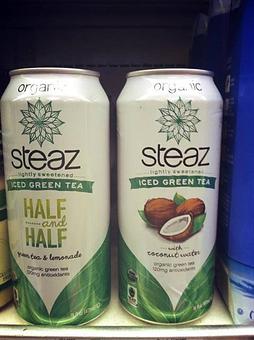 organic
steaz
lightly sweetened
ICED GREEN TEA
HALF
and
HALF
green tea & lemonade
organic green tea
120mg antioxidants
organic
steaz
lightly sweetened
ICED GREEN TEA
with
coconut water
organic green tea
120mg antioxidants